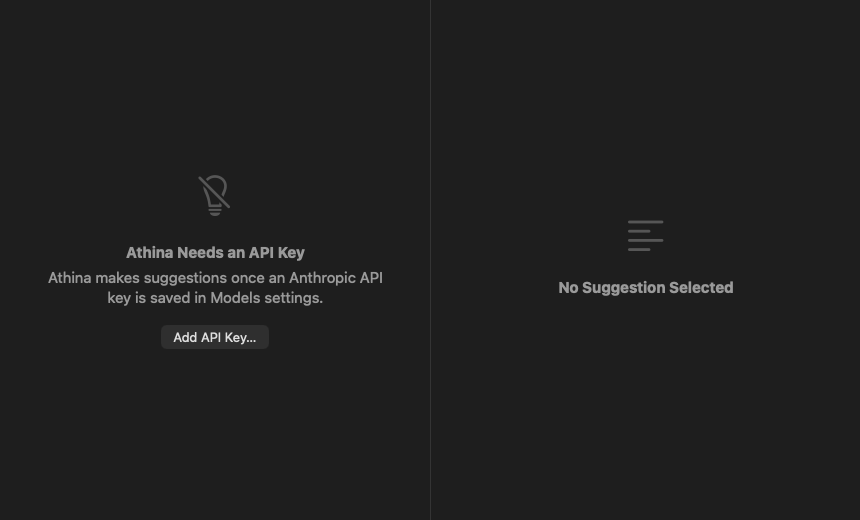 Athina Needs an API Key
Athina makes suggestions once an Anthropic API
key is saved in Models settings.
Add API Key...
No Suggestion Selected